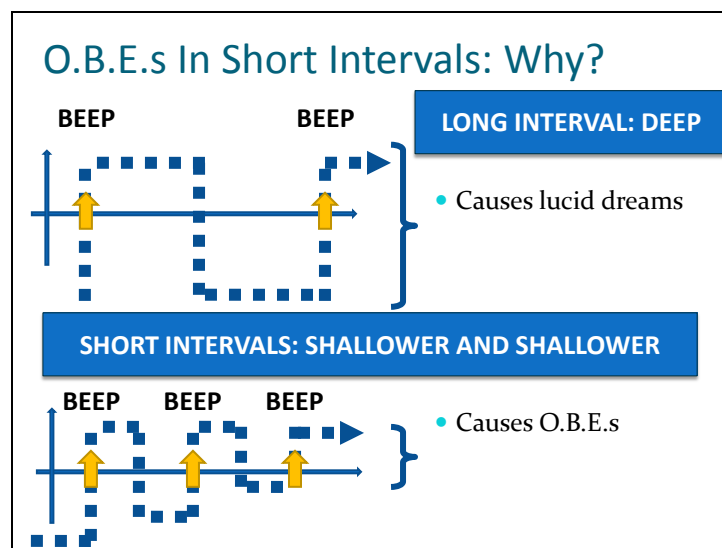 O.B.E.s In Short Intervals: Why?
BEEP BEEP
LONG INTERVAL: DEEP
• Causes lucid dreams
SHORT INTERVALS: SHALLOWER AND SHALLOWER
BEEP BEEP BEEP
• Causes O.B.E.s